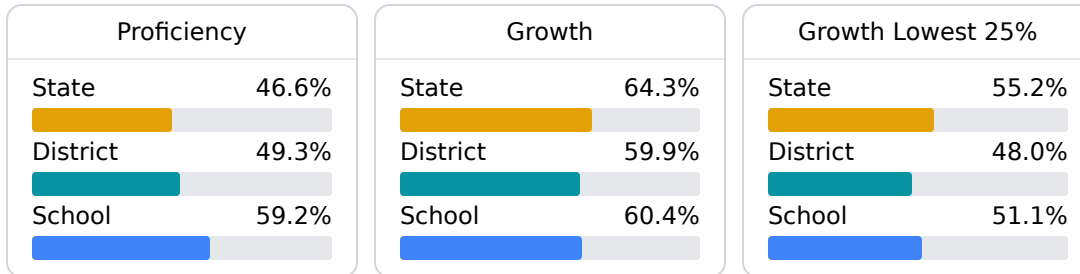 Proficiency
State 46.6%
District 49.3%
School 59.2%
Growth
State 64.3%
District 59.9%
School 60.4%
Growth Lowest 25%
State 55.2%
District 48.0%
School 51.1%